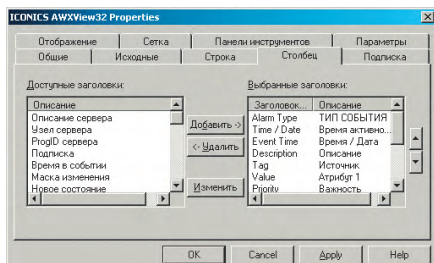 ICONICS AWXView32 Properties
Отображение Сетка Панели инструментов Параметры
Общие Исходные Строка Столбец Подписка
Доступные заголовки: Выбранные заголовки:
Описание Заголовок... Описание
Описание сервера Alarm Type ТИП СОБЫТИЯ
Узел сервера Добавить -> Time / Date Время активно...
ProgID сервера Event Time Время / Дата
Подписка <- Удалить Description Описание
Время в событии Tag Источник
Маска изменения Изменить Value Атрибут 1
Новое состояние Priority Важность
OK Cancel Apply Help